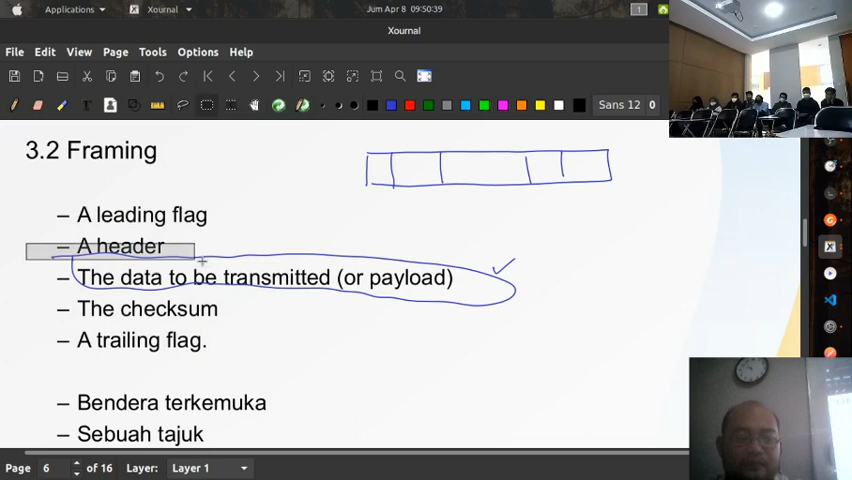 Applications Xournal Jum Apr 8 09:50:39 1
Xournal
File Edit View Page Tools Options Help
Sans 12 0
3.2 Framing
– A leading flag
– A header
– The data to be transmitted (or payload)
– The checksum
– A trailing flag.
– Bendera terkemuka
– Sebuah tajuk
Page 6 of 16 Layer: Layer 1